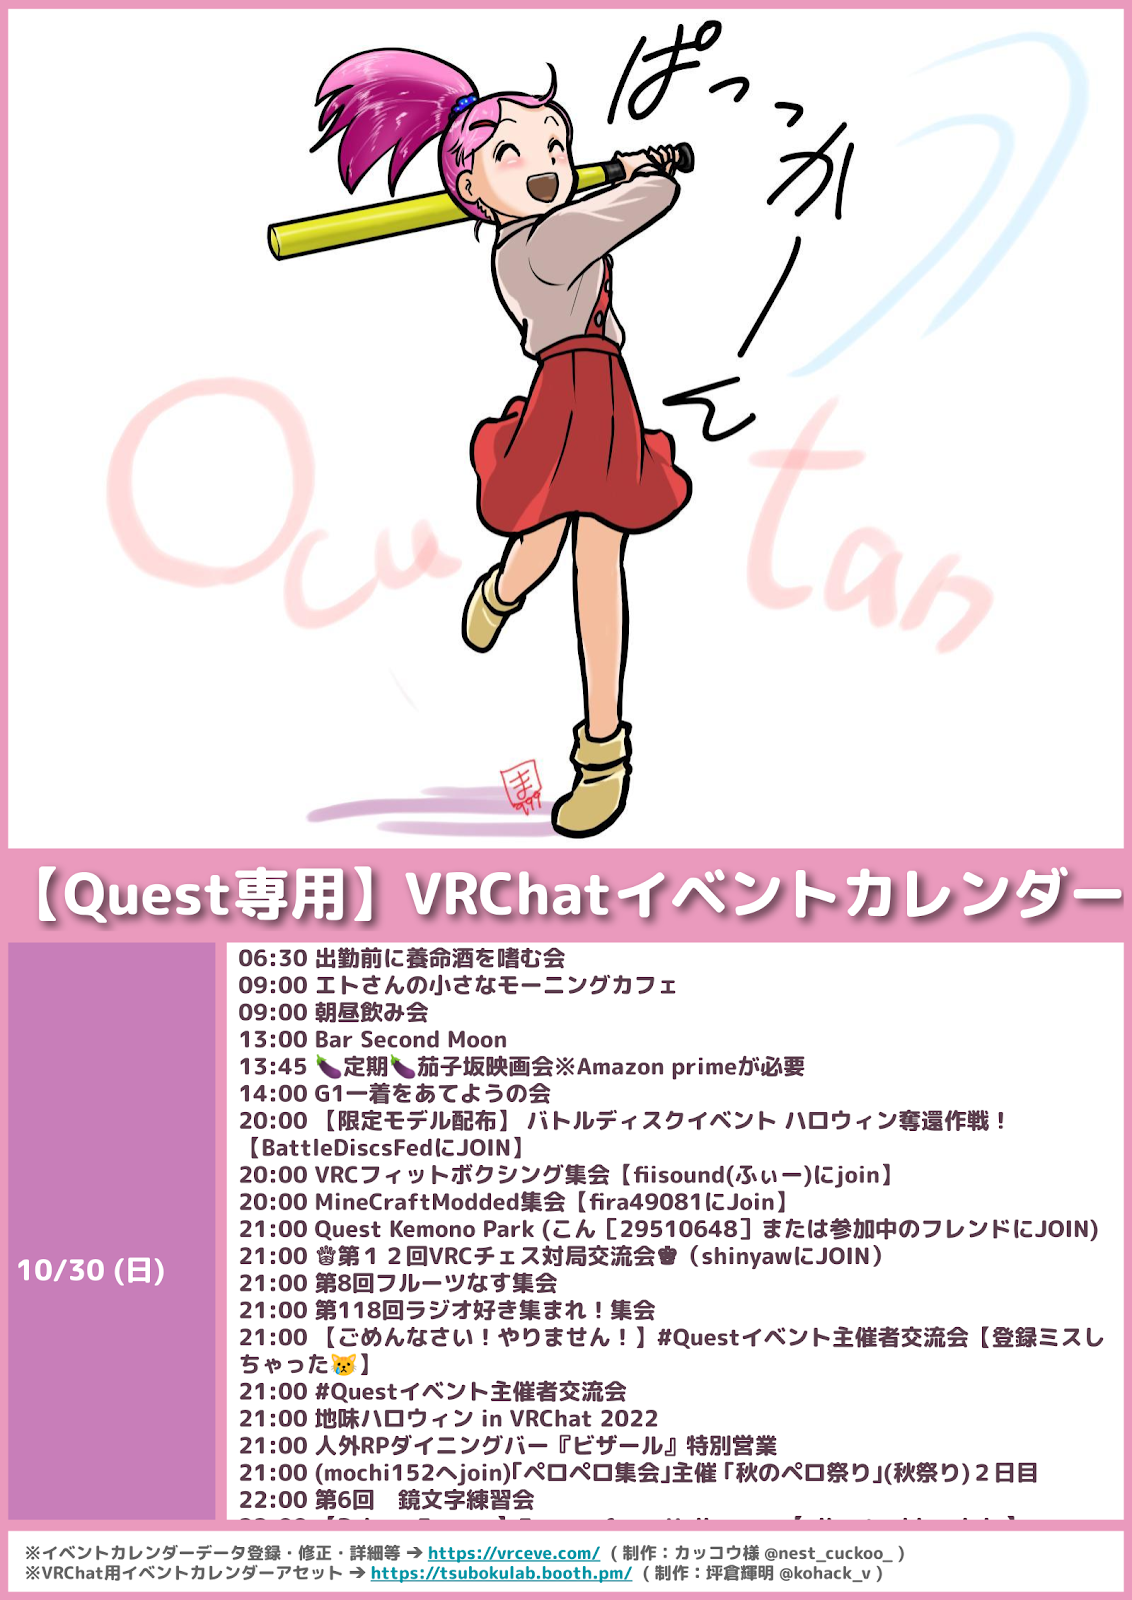 ぱっっかーん
Ocu tan
ま
999
【Quest専用】VRChatイベントカレンダー
10/30 (日)
06:30 出勤前に養命酒を嗜む会
09:00 エトさんの小さなモーニングカフェ
09:00 朝昼飲み会
13:00 Bar Second Moon
13:45 🍆定期🍆茄子坂映画会※Amazon primeが必要
14:00 G1一着をあてようの会
20:00 【限定モデル配布】 バトルディスクイベント ハロウィン奪還作戦！
【BattleDiscsFedにJOIN】
20:00 VRCフィットボクシング集会【fiisound(ふぃー)にjoin】
20:00 MineCraftModded集会【fira49081にJoin】
21:00 Quest Kemono Park (こん［29510648］または参加中のフレンドにJOIN)
21:00 ♕第１２回VRCチェス対局交流会♚（shinyawにJOIN）
21:00 第8回フルーツなす集会
21:00 第118回ラジオ好き集まれ！集会
21:00 【ごめんなさい！やりません！】#Questイベント主催者交流会【登録ミスし
ちゃった😿】
21:00 #Questイベント主催者交流会
21:00 地味ハロウィン in VRChat 2022
21:00 人外RPダイニングバー『ビザール』特別営業
21:00 (mochi152へjoin)｢ペロペロ集会｣主催 ｢秋のペロ祭り｣(秋祭り)２日目
22:00 第6回　鏡文字練習会
※イベントカレンダーデータ登録・修正・詳細等 ➔ https://vrceve.com/ ( 制作：カッコウ様 @nest_cuckoo_ )
※VRChat用イベントカレンダーアセット ➔ https://tsubokulab.booth.pm/ ( 制作：坪倉輝明 @kohack_v )